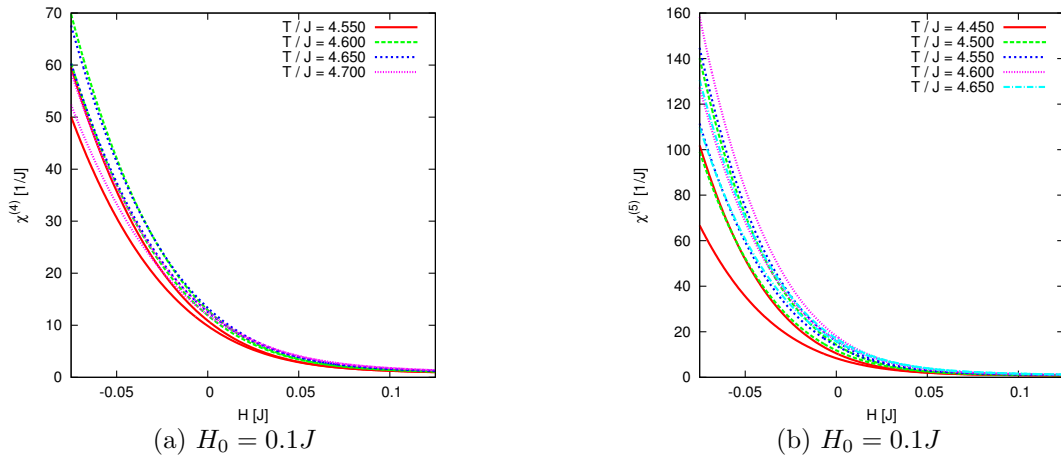 70
60
50
40
30
20
10
0
χ(4) [1/J]
-0.05 0 0.05 0.1
H [J]
T / J = 4.550
T / J = 4.600
T / J = 4.650
T / J = 4.700
(a) H₀ = 0.1J
160
140
120
100
80
60
40
20
0
χ(5) [1/J]
-0.05 0 0.05 0.1
H [J]
T / J = 4.450
T / J = 4.500
T / J = 4.550
T / J = 4.600
T / J = 4.650
(b) H₀ = 0.1J